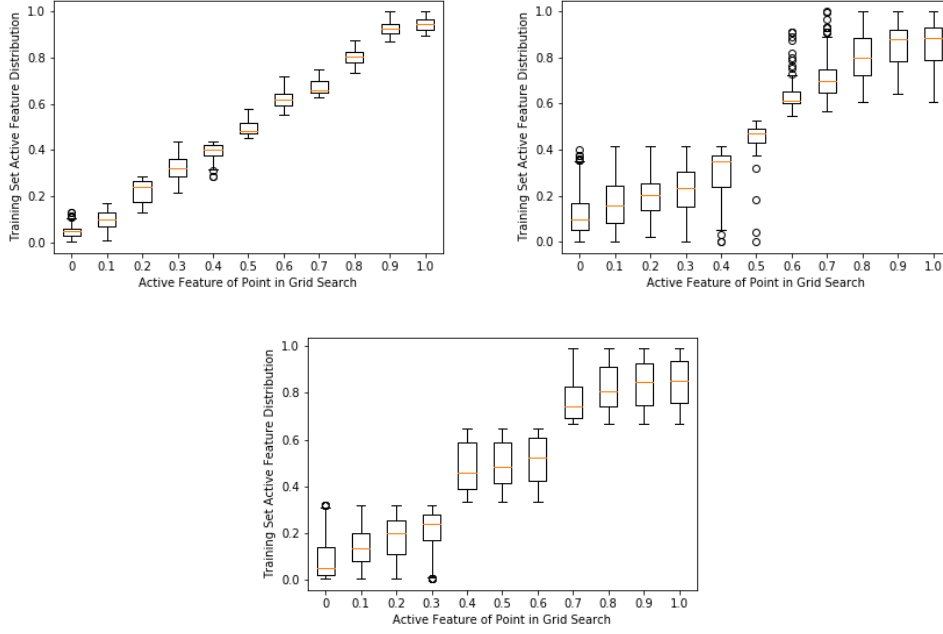 1.0
0.8
0.6
0.4
0.2
0.0
Training Set Active Feature Distribution
0 0.1 0.2 0.3 0.4 0.5 0.6 0.7 0.8 0.9 1.0
Active Feature of Point in Grid Search
1.0
0.8
0.6
0.4
0.2
0.0
Training Set Active Feature Distribution
0 0.1 0.2 0.3 0.4 0.5 0.6 0.7 0.8 0.9 1.0
Active Feature of Point in Grid Search
1.0
0.8
0.6
0.4
0.2
0.0
Training Set Active Feature Distribution
0 0.1 0.2 0.3 0.4 0.5 0.6 0.7 0.8 0.9 1.0
Active Feature of Point in Grid Search